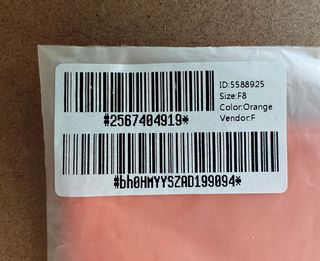 ID:5588925
Size:F8
Color:Orange
Vendor:F
*2567404919*
*bh0HMYYSZAD199094*